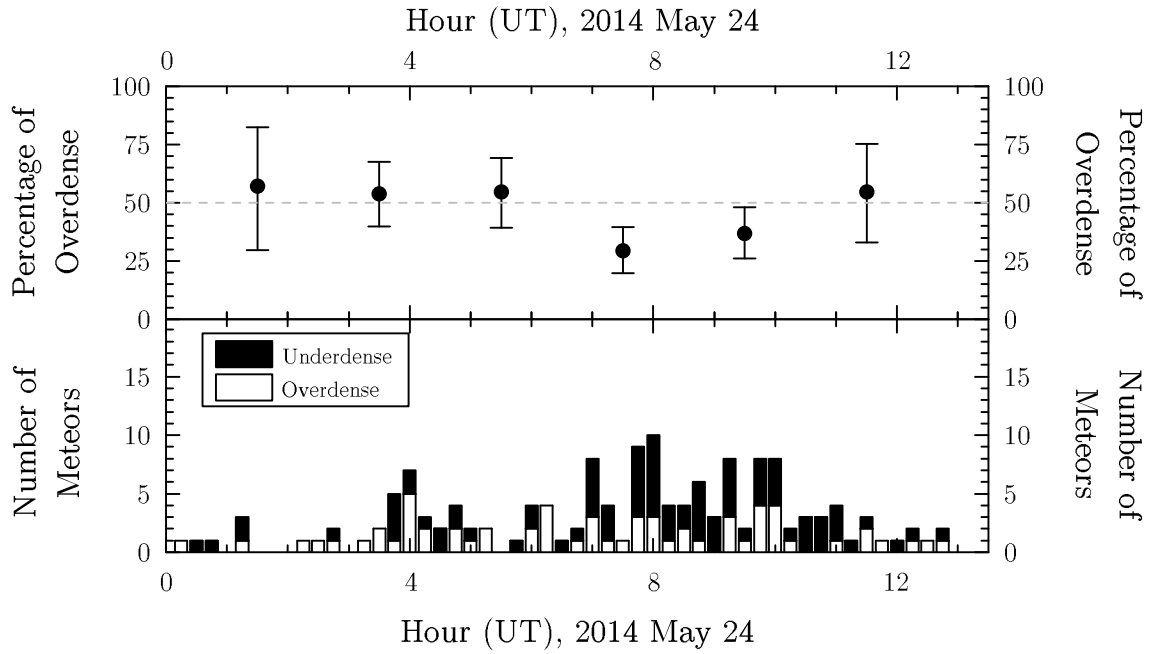 Hour (UT), 2014 May 24
0 4 8 12
100 100
75 75
50 50
25 25
0 0
Percentage of
Overdense
Percentage of
Overdense
Underdense
Overdense
15 15
10 10
5 5
0 0
Number of
Meteors
Number of
Meteors
0 4 8 12
Hour (UT), 2014 May 24